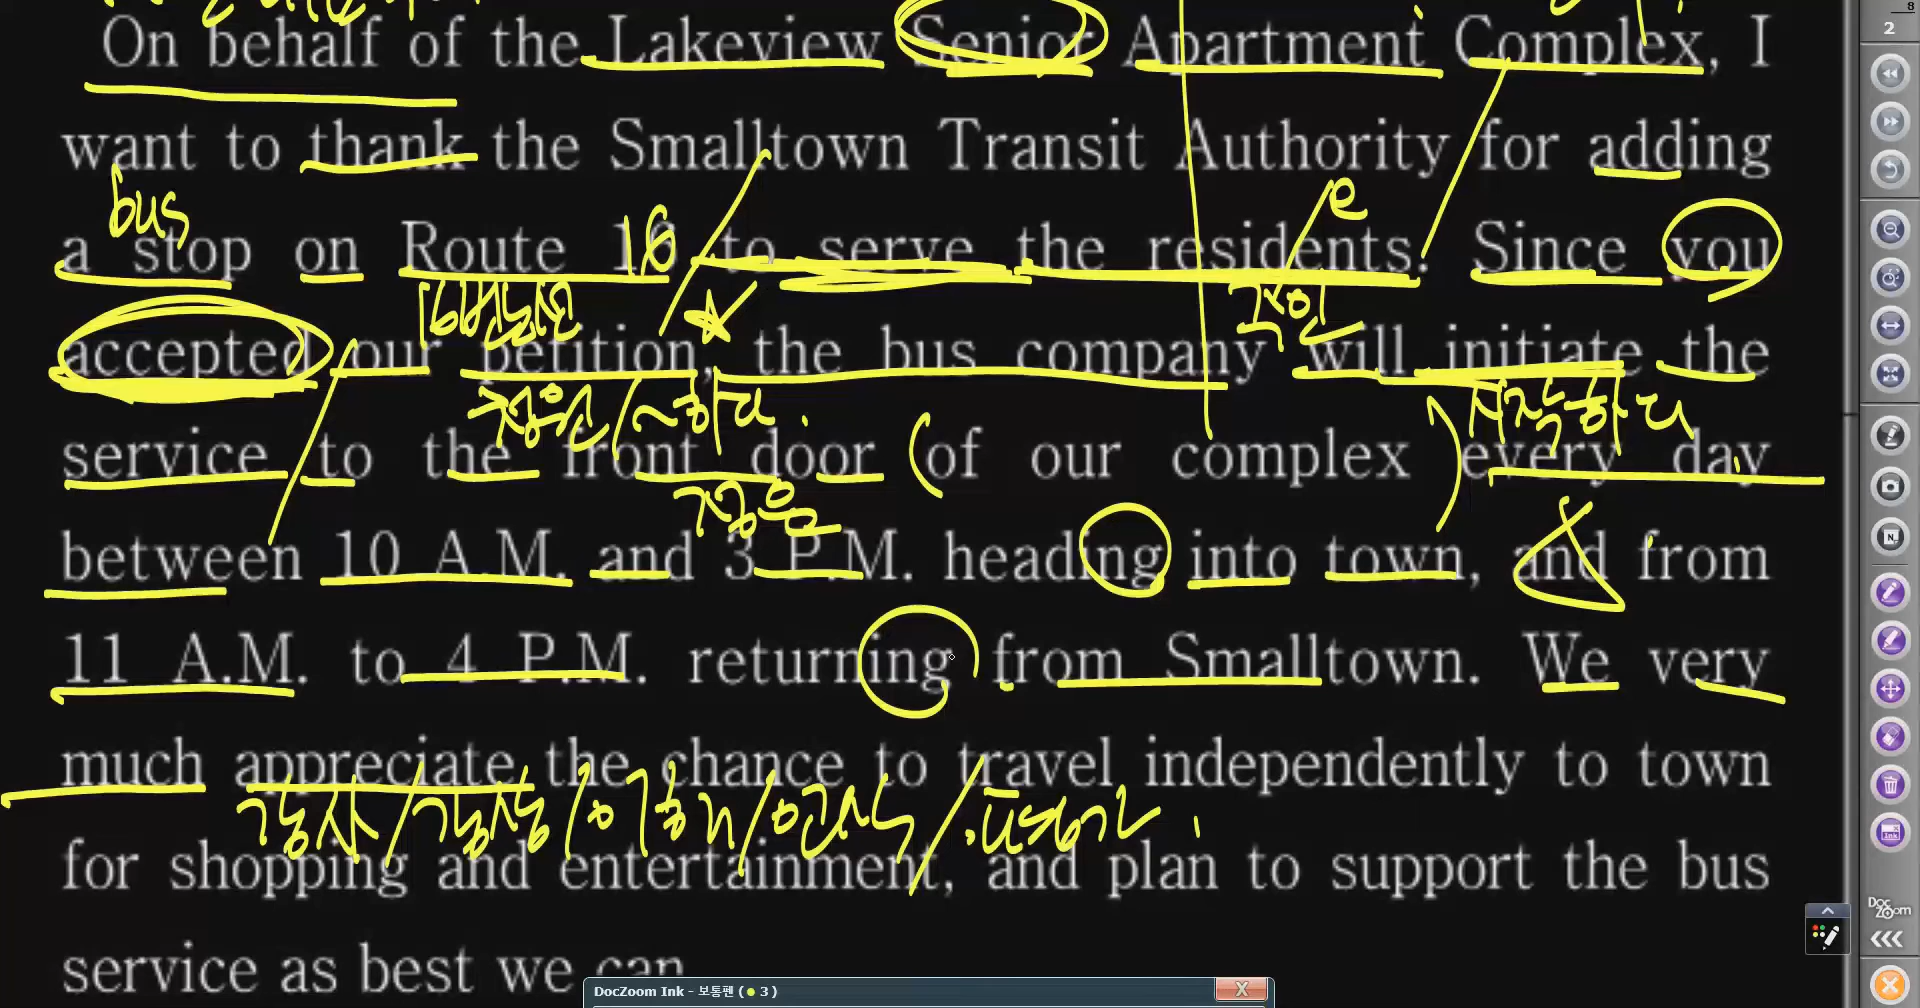 On behalf of the Lakeview Senior Apartment Complex, I
want to thank the Smalltown Transit Authority for adding
bus
e
a stop on Route 16 to serve the residents. Since you
16번 노선
주민
accepted our petition, the bus company will initiate the
청원/~하다.
시작하다
service to the front door of our complex every day
between 10 A.M. and 3 P.M. heading into town, and from
11 A.M. to 4 P.M. returning from Smalltown. We very
much appreciate the chance to travel independently to town
감사/감상/이해/인식/
for shopping and entertainment, and plan to support the bus
service as best we can
DocZoom Ink - 보통펜 (●3)
2
DocZoom
Ink